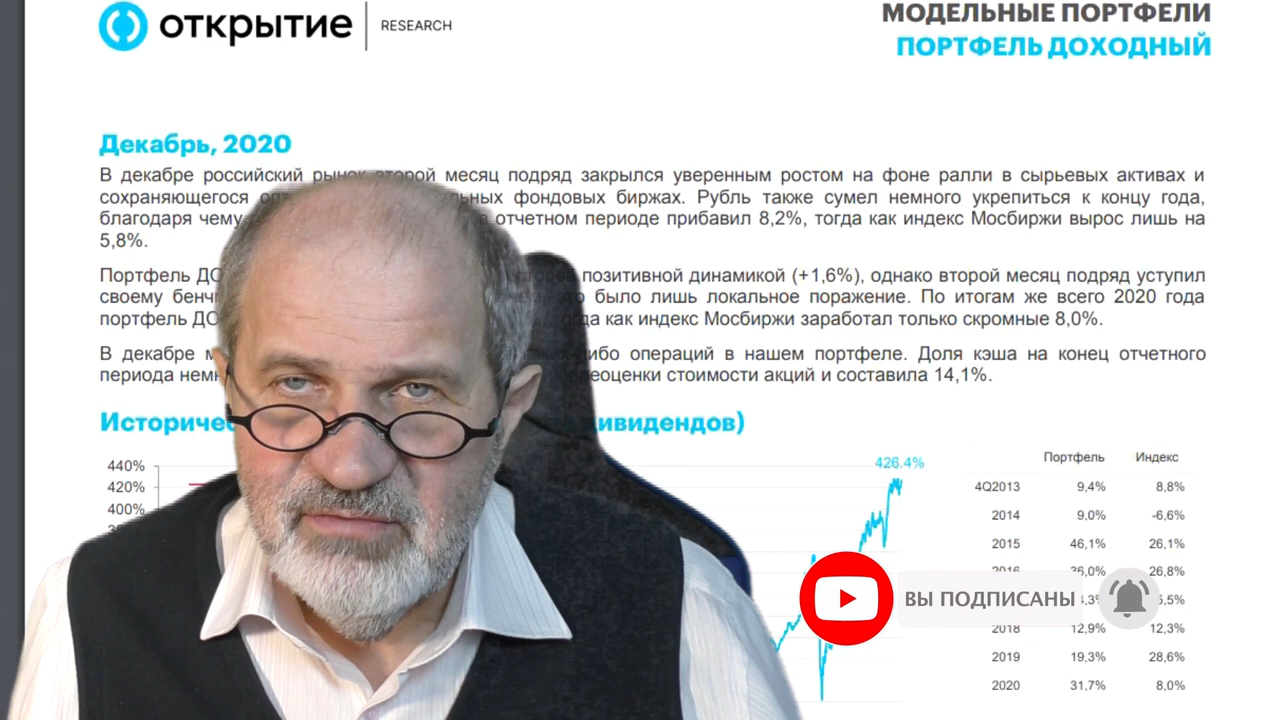 открытие
RESEARCH
МОДЕЛЬНЫЕ ПОРТФЕЛИ
ПОРТФЕЛЬ ДОХОДНЫЙ
Декабрь, 2020
В декабре российский рынок второй месяц подряд закрылся уверенным ростом на фоне ралли в сырьевых активах и
сохраняющегося фондовых биржах. Рубль также сумел немного укрепиться к концу года,
благодаря чему в отчетном периоде прибавил 8,2%, тогда как индекс Мосбиржи вырос лишь на
5,8%.
Портфель позитивной динамикой (+1,6%), однако второй месяц подряд уступил
своему это было лишь локальное поражение. По итогам же всего 2020 года
портфель тогда как индекс Мосбиржи заработал только скромные 8,0%.
В декабре либо операций в нашем портфеле. Доля кэша на конец отчетного
периода переоценки стоимости акций и составила 14,1%.
дивидендов)
440%
420%
400%
426.4%
Портфель Индекс
4Q2013 9,4% 8,8%
2014 9,0% -6,6%
2015 46,1% 26,1%
2016 26,8%
ВЫ ПОДПИСАНЫ
2018 12,9% 12,3%
2019 19,3% 28,6%
2020 31,7% 8,0%